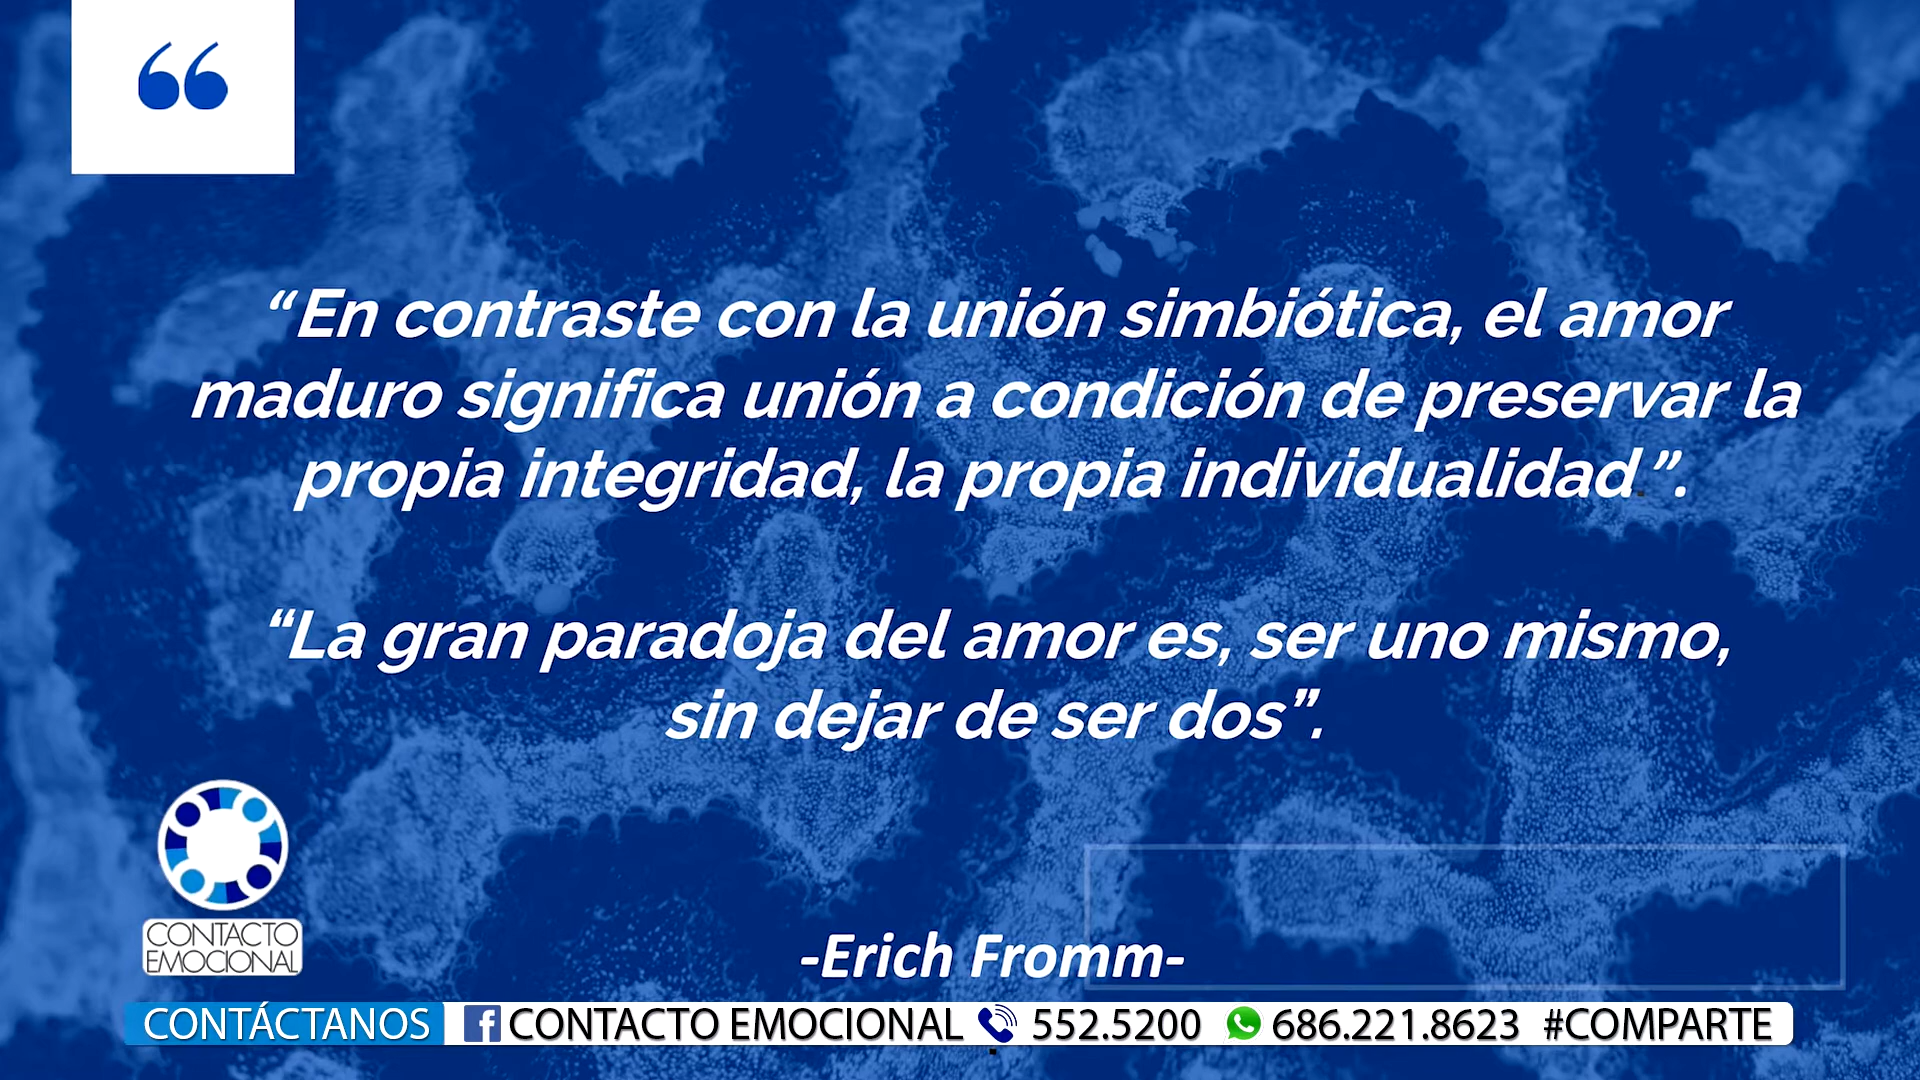 “En contraste con la unión simbiótica, el amor
maduro significa unión a condición de preservar la
propia integridad, la propia individualidad.”.
“La gran paradoja del amor es, ser uno mismo,
sin dejar de ser dos”.
CONTACTO
EMOCIONAL
-Erich Fromm-
CONTÁCTANOS CONTACTO EMOCIONAL 552.5200 686.221.8623 #COMPARTE